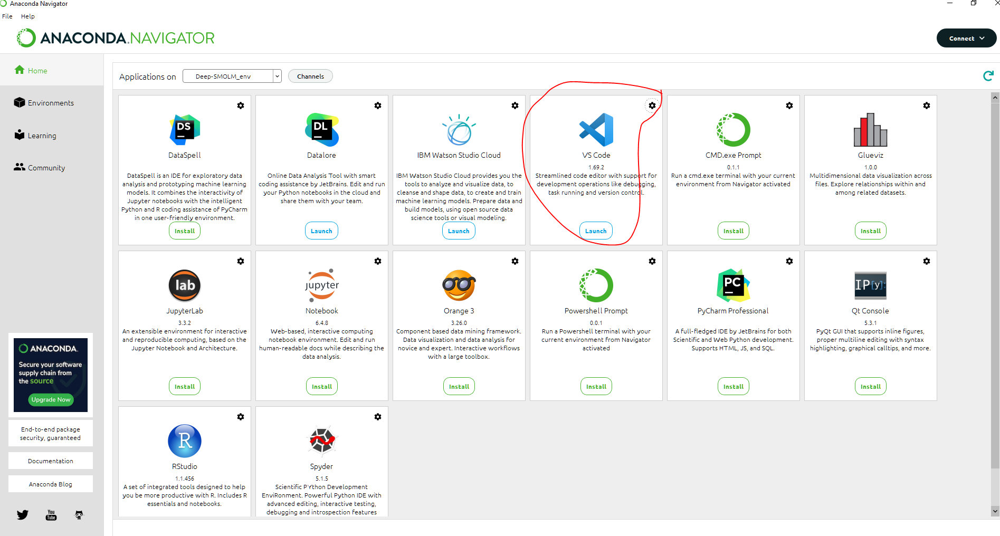 Anaconda Navigator
File Help
ANACONDA.NAVIGATOR
Connect
Home
Environments
Learning
Community
Applications on Deep-SMOLM_env Channels
DS
DataSpell
DataSpell is an IDE for exploratory data
analysis and prototyping machine learning
models. It combines the interactivity of
Jupyter notebooks with the intelligent
Python and R coding assistance of PyCharm
in one user-friendly environment.
Install
DL
Datalore
Online Data Analysis Tool with smart
coding assistance by JetBrains. Edit and run
your Python notebooks in the cloud and
share them with your team.
Launch
IBM Watson Studio Cloud
IBM Watson Studio Cloud provides you the
tools to analyze and visualize data, to
cleanse and shape data, to create and train
machine learning models. Prepare data and
build models, using open source data
science tools or visual modeling.
Launch
VS Code
1.69.2
Streamlined code editor with support for
development operations like debugging,
task running and version control.
Launch
CMD.exe Prompt
0.1.1
Run a cmd.exe terminal with your current
environment from Navigator activated
Install
Glueviz
1.0.0
Multidimensional data visualization across
files. Explore relationships within and
among related datasets.
Install
lab
JupyterLab
3.3.2
An extensible environment for interactive
and reproducible computing, based on the
Jupyter Notebook and Architecture.
Install
jupyter
Notebook
6.4.8
Web-based, interactive computing
notebook environment. Edit and run
human-readable docs while describing the
data analysis.
Install
Orange 3
3.26.0
Component based data mining framework.
Data visualization and data analysis for
novice and expert. Interactive workflows
with a large toolbox.
Install
Powershell Prompt
0.0.1
Run a Powershell terminal with your
current environment from Navigator
activated
Install
PC
PyCharm Professional
A full-fledged IDE by JetBrains for both
Scientific and Web Python development.
Supports HTML, JS, and SQL.
Install
IP[y]:
Qt Console
5.3.1
PyQt GUI that supports inline figures,
proper multiline editing with syntax
highlighting, graphical calltips, and more.
Install
R
RStudio
1.1.456
A set of integrated tools designed to help
you be more productive with R. Includes R
essentials and notebooks.
Spyder
5.1.5
Scientific PYthon Development
EnviRonment. Powerful Python IDE with
advanced editing, interactive testing,
debugging and introspection features
ANACONDA.
Secure your software
supply chain from
the source
Upgrade Now
End-to-end package
security, guaranteed
Documentation
Anaconda Blog
You
Tube